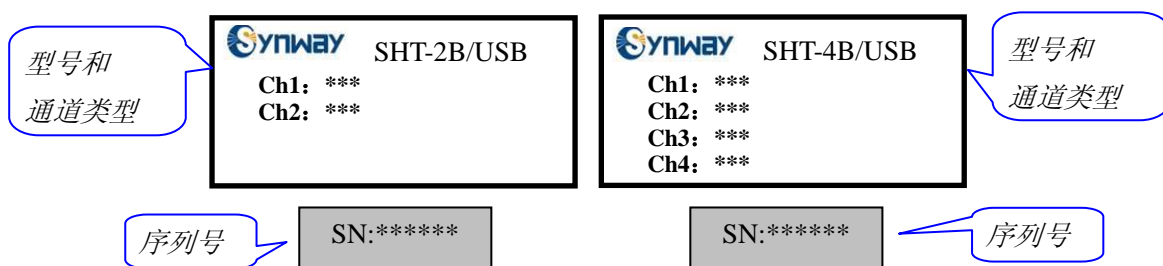 型号和
通道类型
Synway SHT-2B/USB
Ch1：***
Ch2：***
Synway SHT-4B/USB
Ch1：***
Ch2：***
Ch3：***
Ch4：***
型号和
通道类型
序列号
SN:******
SN:******
序列号